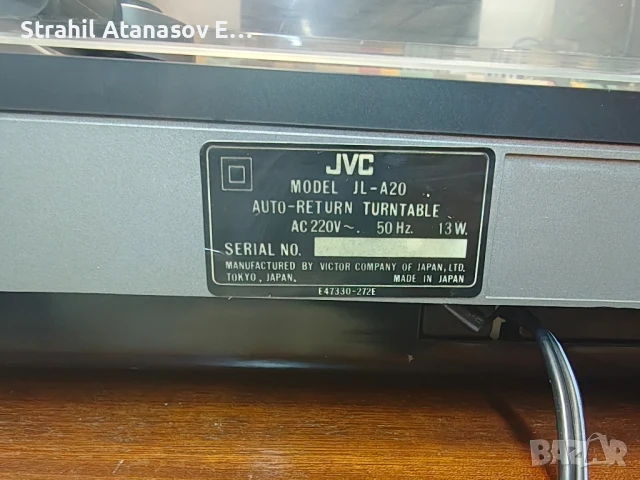 Strahil Atanasov E...
JVC
MODEL JL-A20
AUTO-RETURN TURNTABLE
AC 220V~. 50 Hz. 13 W.
SERIAL NO.
MANUFACTURED BY VICTOR COMPANY OF JAPAN, LTD.
TOKYO, JAPAN. MADE IN JAPAN
E47330-272E
bazar